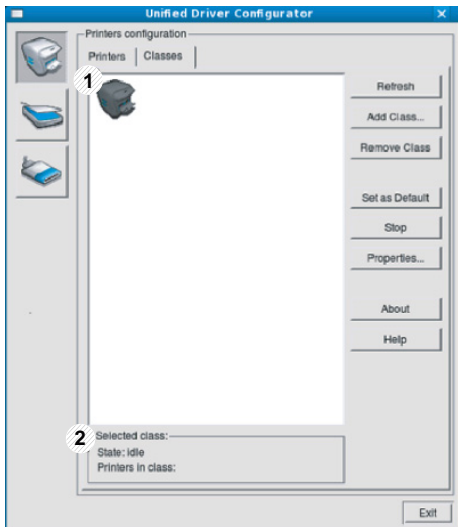 Unified Driver Configurator
Printers configuration
Printers
Classes
1
Refresh
Add Class...
Remove Class
Set as Default
Stop
Properties...
About
Help
2
Selected class:
State: idle
Printers in class:
Exit